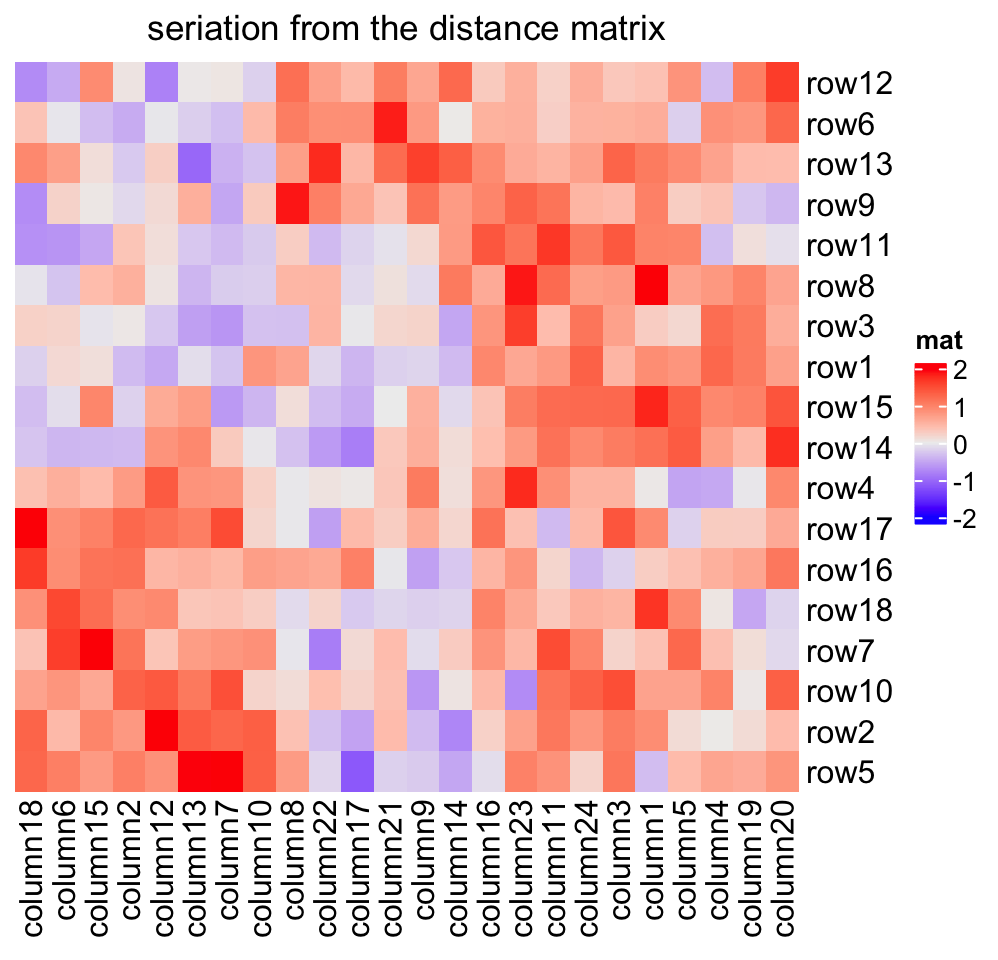 seriation from the distance matrix
row12
row6
row13
row9
row11
row8
row3
row1
row15
row14
row4
row17
row16
row18
row7
row10
row2
row5
column18
column6
column15
column2
column12
column13
column7
column10
column8
column22
column17
column21
column9
column14
column16
column23
column11
column24
column3
column1
column5
column4
column19
column20
mat
2
1
0
-1
-2